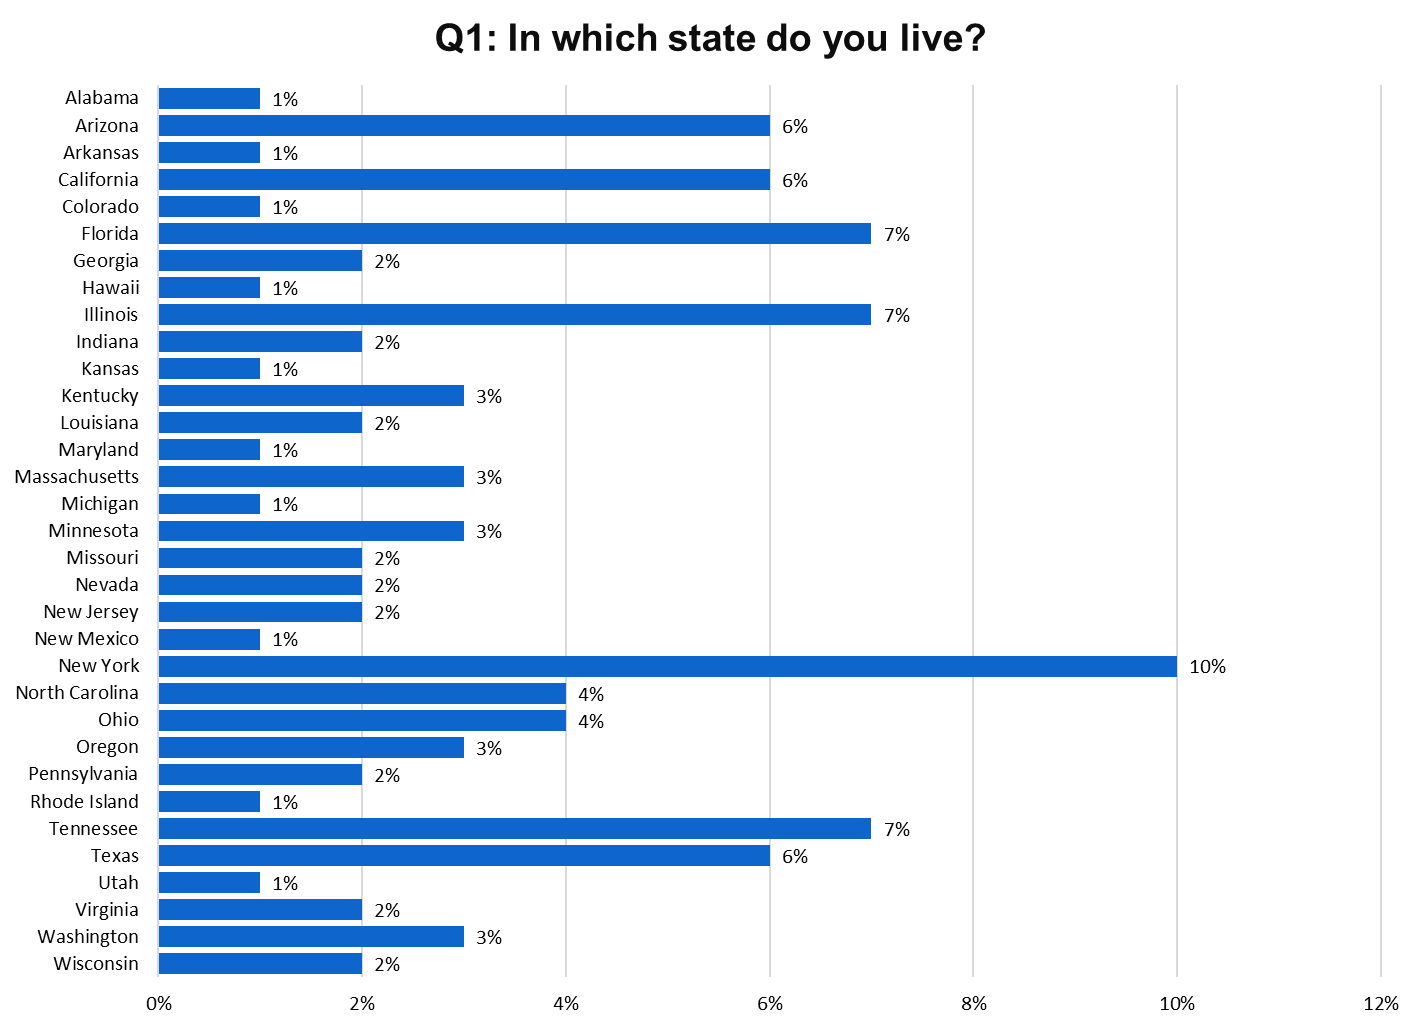 Q1: In which state do you live?
Alabama 1%
Arizona 6%
Arkansas 1%
California 6%
Colorado 1%
Florida 7%
Georgia 2%
Hawaii 1%
Illinois 7%
Indiana 2%
Kansas 1%
Kentucky 3%
Louisiana 2%
Maryland 1%
Massachusetts 3%
Michigan 1%
Minnesota 3%
Missouri 2%
Nevada 2%
New Jersey 2%
New Mexico 1%
New York 10%
North Carolina 4%
Ohio 4%
Oregon 3%
Pennsylvania 2%
Rhode Island 1%
Tennessee 7%
Texas 6%
Utah 1%
Virginia 2%
Washington 3%
Wisconsin 2%
0% 2% 4% 6% 8% 10% 12%